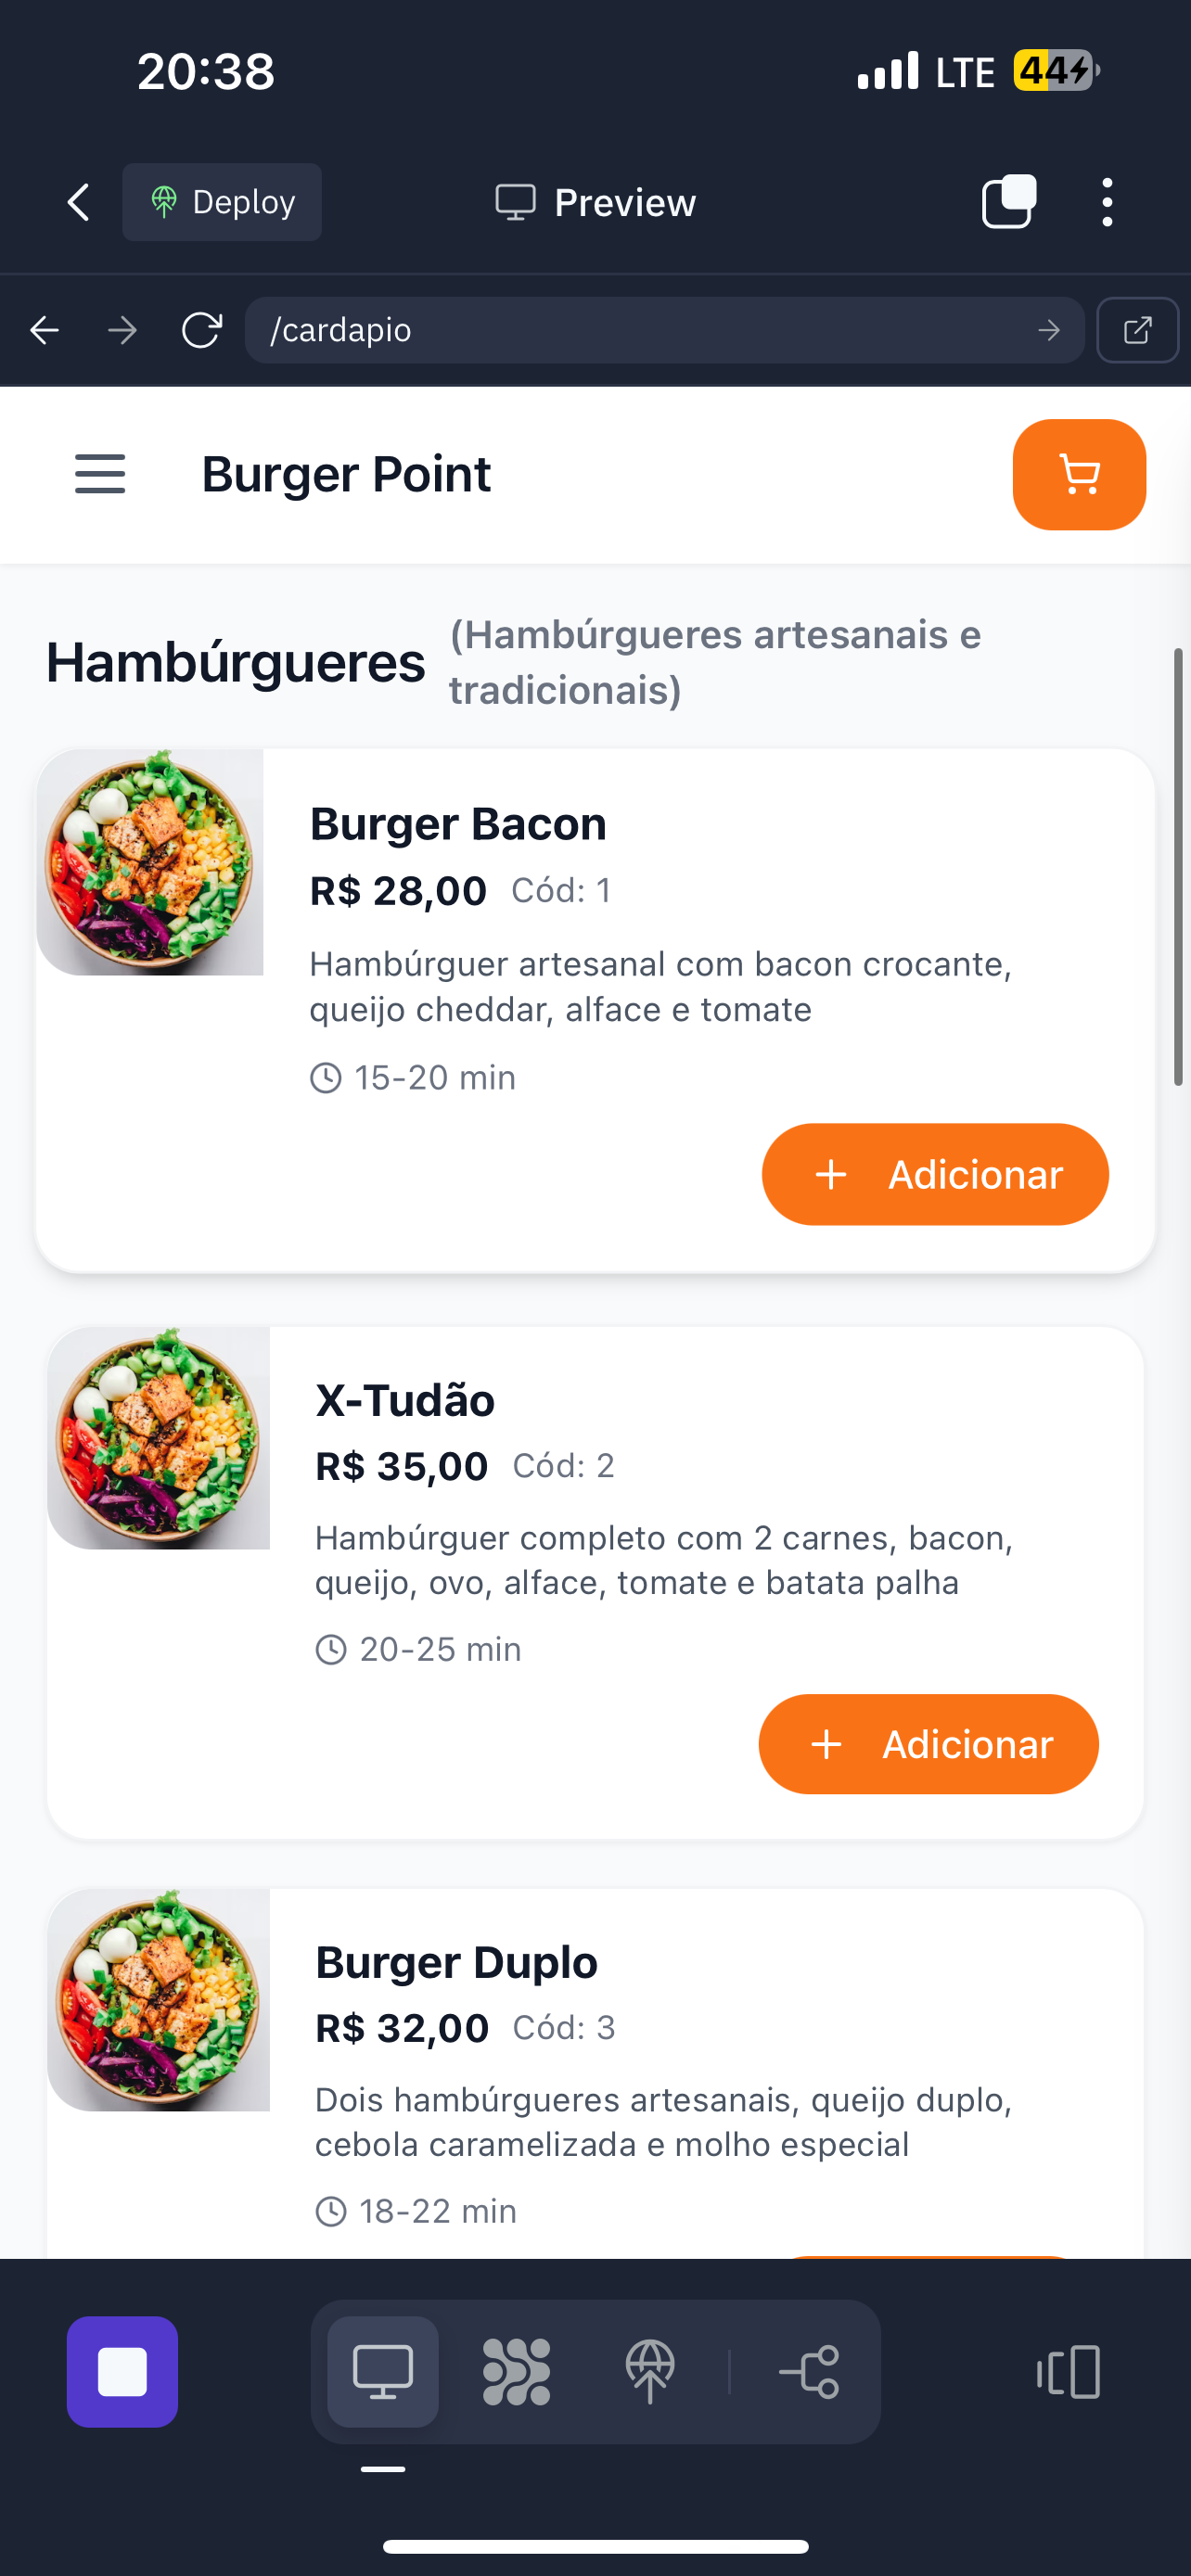 20:38
LTE 44
Deploy
Preview
/cardapio
Burger Point
Hambúrgueres
(Hambúrgueres artesanais e
tradicionais)
Burger Bacon
R$ 28,00 Cód: 1
Hambúrguer artesanal com bacon crocante,
queijo cheddar, alface e tomate
15-20 min
+ Adicionar
X-Tudão
R$ 35,00 Cód: 2
Hambúrguer completo com 2 carnes, bacon,
queijo, ovo, alface, tomate e batata palha
20-25 min
+ Adicionar
Burger Duplo
R$ 32,00 Cód: 3
Dois hambúrgueres artesanais, queijo duplo,
cebola caramelizada e molho especial
18-22 min